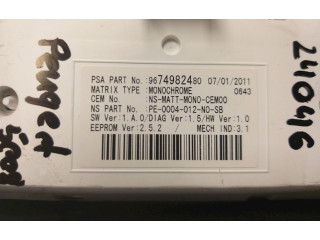 PSA PART No. :9674982480 07/01/2011
MATRIX TYPE :MONOCHROME 0643
CEM No. :NS-MATT-MONO-CEM00
NS PART No. :PE-0004-012-NO-SB
SW Ver:1.A.0/DIAG Ver:1.5/HW Ver:1.0
EEPROM Ver:2.5.2 / MECH IND:3.1
Peugeot
241046